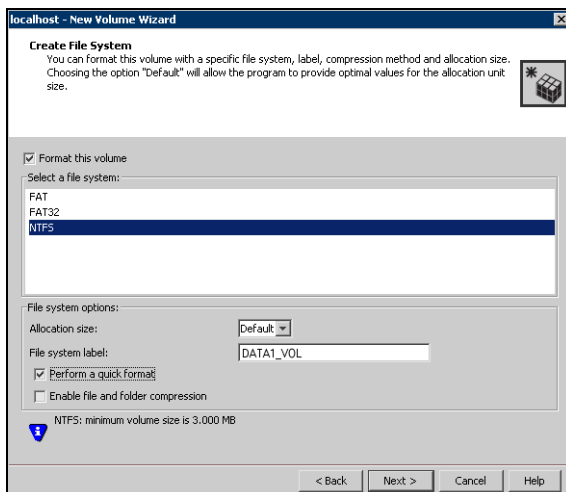 localhost - New Volume Wizard
Create File System
You can format this volume with a specific file system, label, compression method and allocation size.
Choosing the option "Default" will allow the program to provide optimal values for the allocation unit
size.
Format this volume
Select a file system:
FAT
FAT32
NTFS
File system options:
Allocation size:
Default
File system label:
DATA1_VOL
Perform a quick format
Enable file and folder compression
NTFS: minimum volume size is 3.000 MB
< Back
Next >
Cancel
Help